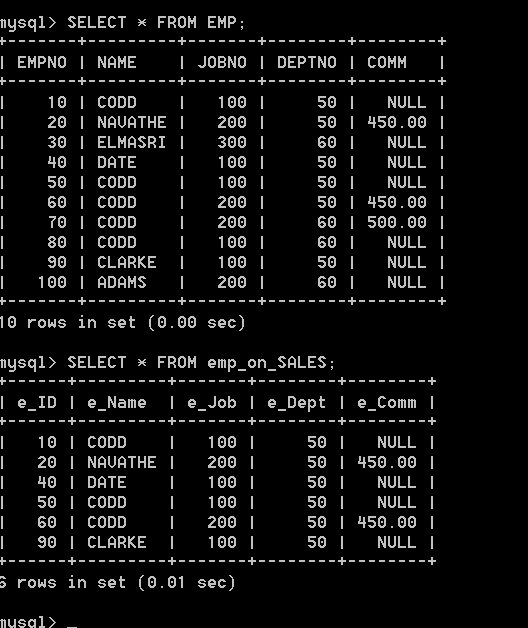 mysql> SELECT * FROM EMP;
+-------+---------+-------+--------+--------+
| EMPNO | NAME    | JOBNO | DEPTNO | COMM   |
+-------+---------+-------+--------+--------+
|    10 | CODD    |   100 |     50 |   NULL |
|    20 | NAVATHE |   200 |     50 | 450.00 |
|    30 | ELMASRI |   300 |     60 |   NULL |
|    40 | DATE    |   100 |     50 |   NULL |
|    50 | CODD    |   100 |     50 |   NULL |
|    60 | CODD    |   200 |     50 | 450.00 |
|    70 | CODD    |   200 |     60 | 500.00 |
|    80 | CODD    |   100 |     60 |   NULL |
|    90 | CLARKE  |   100 |     50 |   NULL |
|   100 | ADAMS   |   200 |     60 |   NULL |
+-------+---------+-------+--------+--------+
10 rows in set (0.00 sec)
mysql> SELECT * FROM emp_on_SALES;
+------+---------+-------+--------+--------+
| e_ID | e_Name  | e_Job | e_Dept | e_Comm |
+------+---------+-------+--------+--------+
|   10 | CODD    |   100 |     50 |   NULL |
|   20 | NAVATHE |   200 |     50 | 450.00 |
|   40 | DATE    |   100 |     50 |   NULL |
|   50 | CODD    |   100 |     50 |   NULL |
|   60 | CODD    |   200 |     50 | 450.00 |
|   90 | CLARKE  |   100 |     50 |   NULL |
+------+---------+-------+--------+--------+
6 rows in set (0.01 sec)
mysql> _